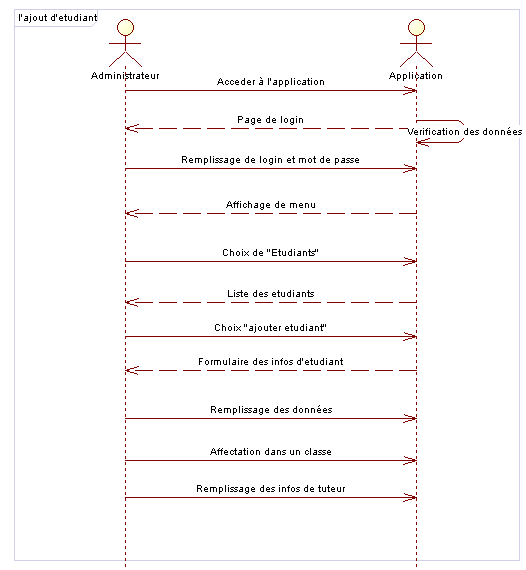 l'ajout d'etudiant
Administrateur
Application
Acceder à l'application
Page de login
Verification des données
Remplissage de login et mot de passe
Affichage de menu
Choix de "Etudiants"
Liste des etudiants
Choix "ajouter etudiant"
Formulaire des infos d'etudiant
Remplissage des données
Affectation dans un classe
Remplissage des infos de tuteur